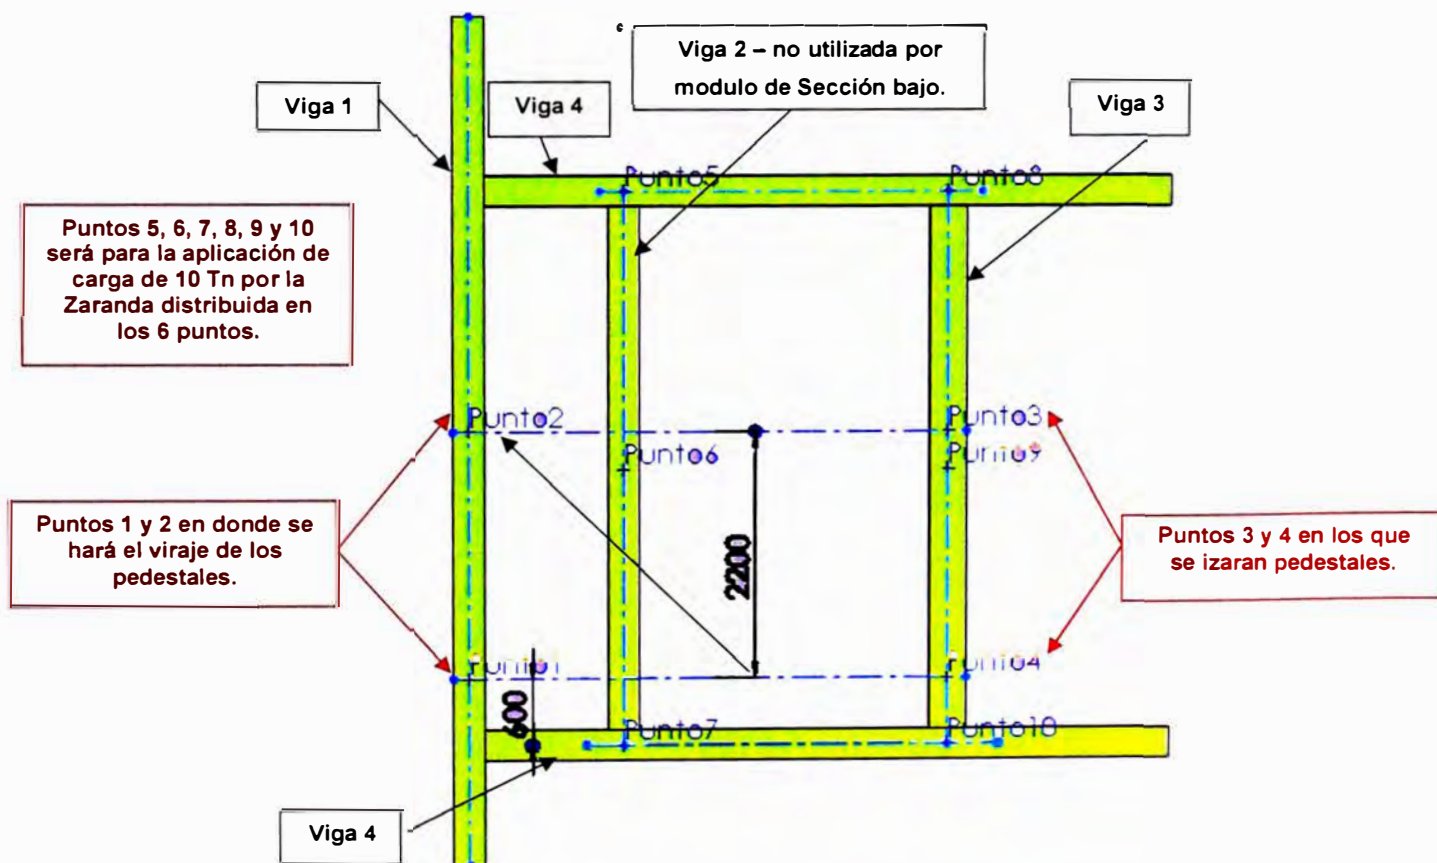 Viga 2 – no utilizada por
modulo de Sección bajo.
Viga 1
Viga 4
Viga 3
Punto5
Punto8
Puntos 5, 6, 7, 8, 9 y 10
será para la aplicación de
carga de 10 Tn por la
Zaranda distribuida en
los 6 puntos.
Punto2
Punto3
Punto6
Punto9
Puntos 1 y 2 en donde se
hará el viraje de los
pedestales.
2200
Puntos 3 y 4 en los que
se izaran pedestales.
Punto1
Punto4
600
Punto7
Punto10
Viga 4